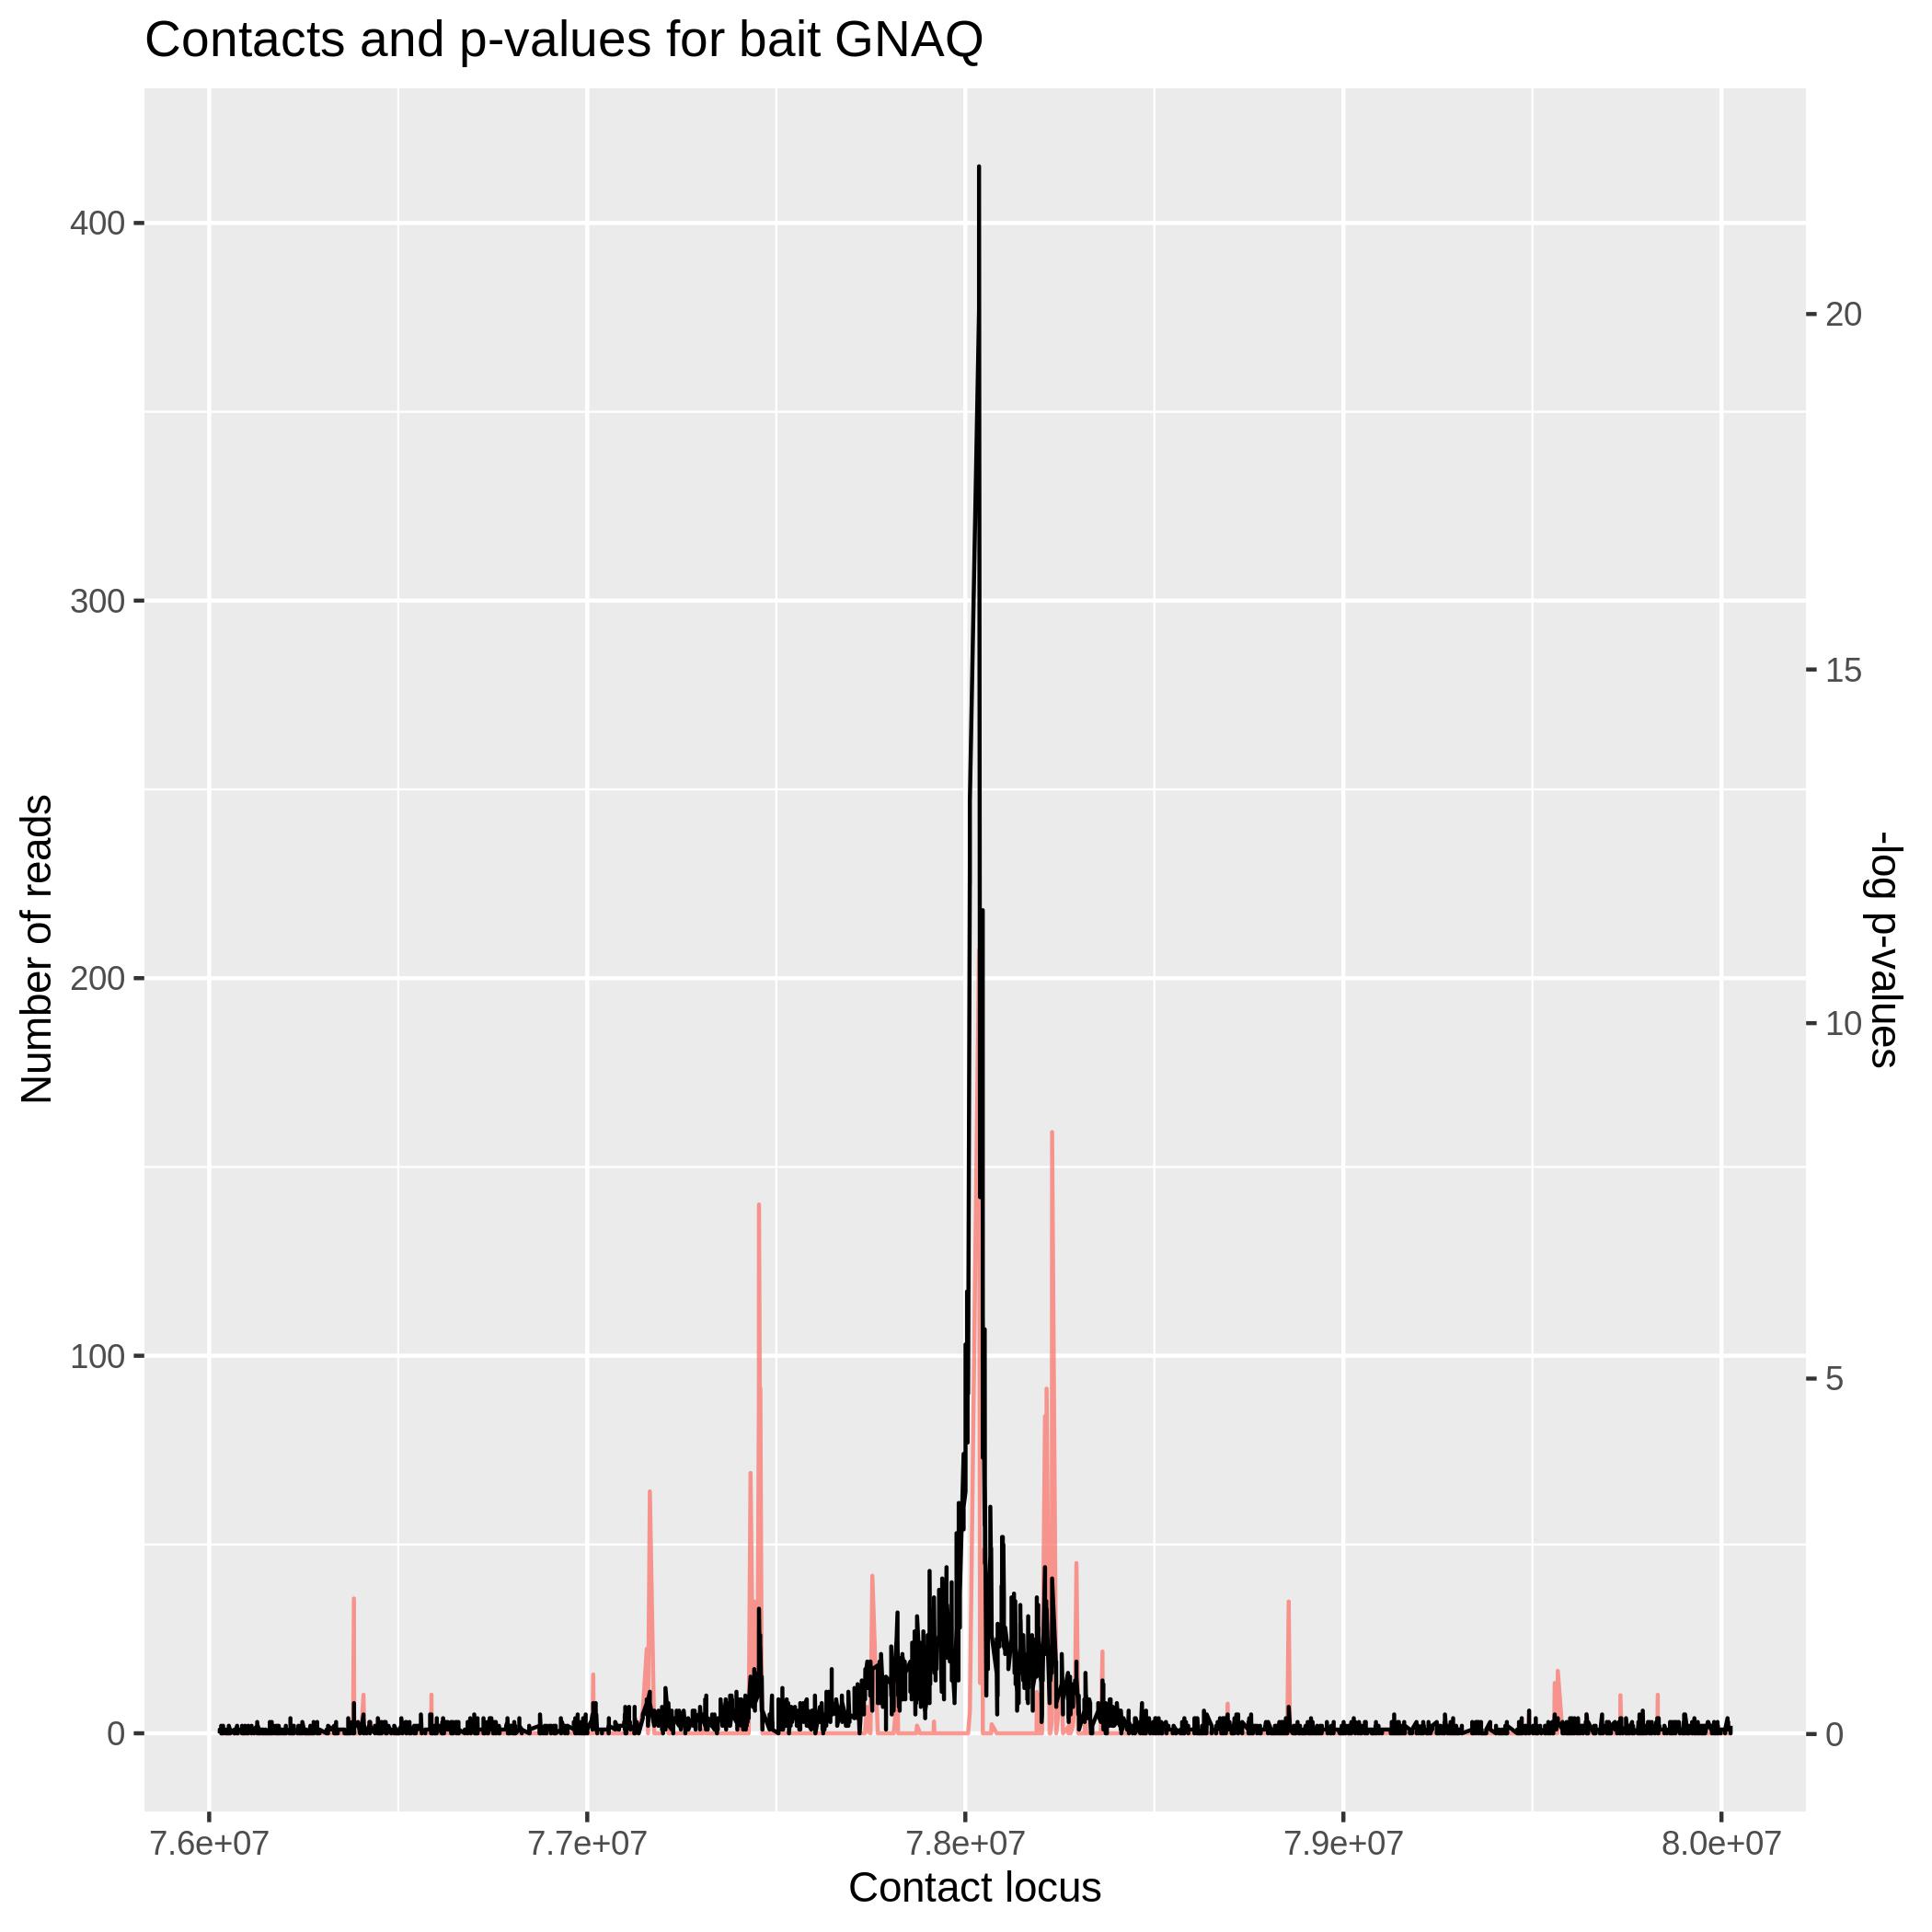 Contacts and p-values for bait GNAQ
400
300
200
100
0
Number of reads
20
15
10
5
0
-log p-values
7.6e+07
7.7e+07
7.8e+07
7.9e+07
8.0e+07
Contact locus